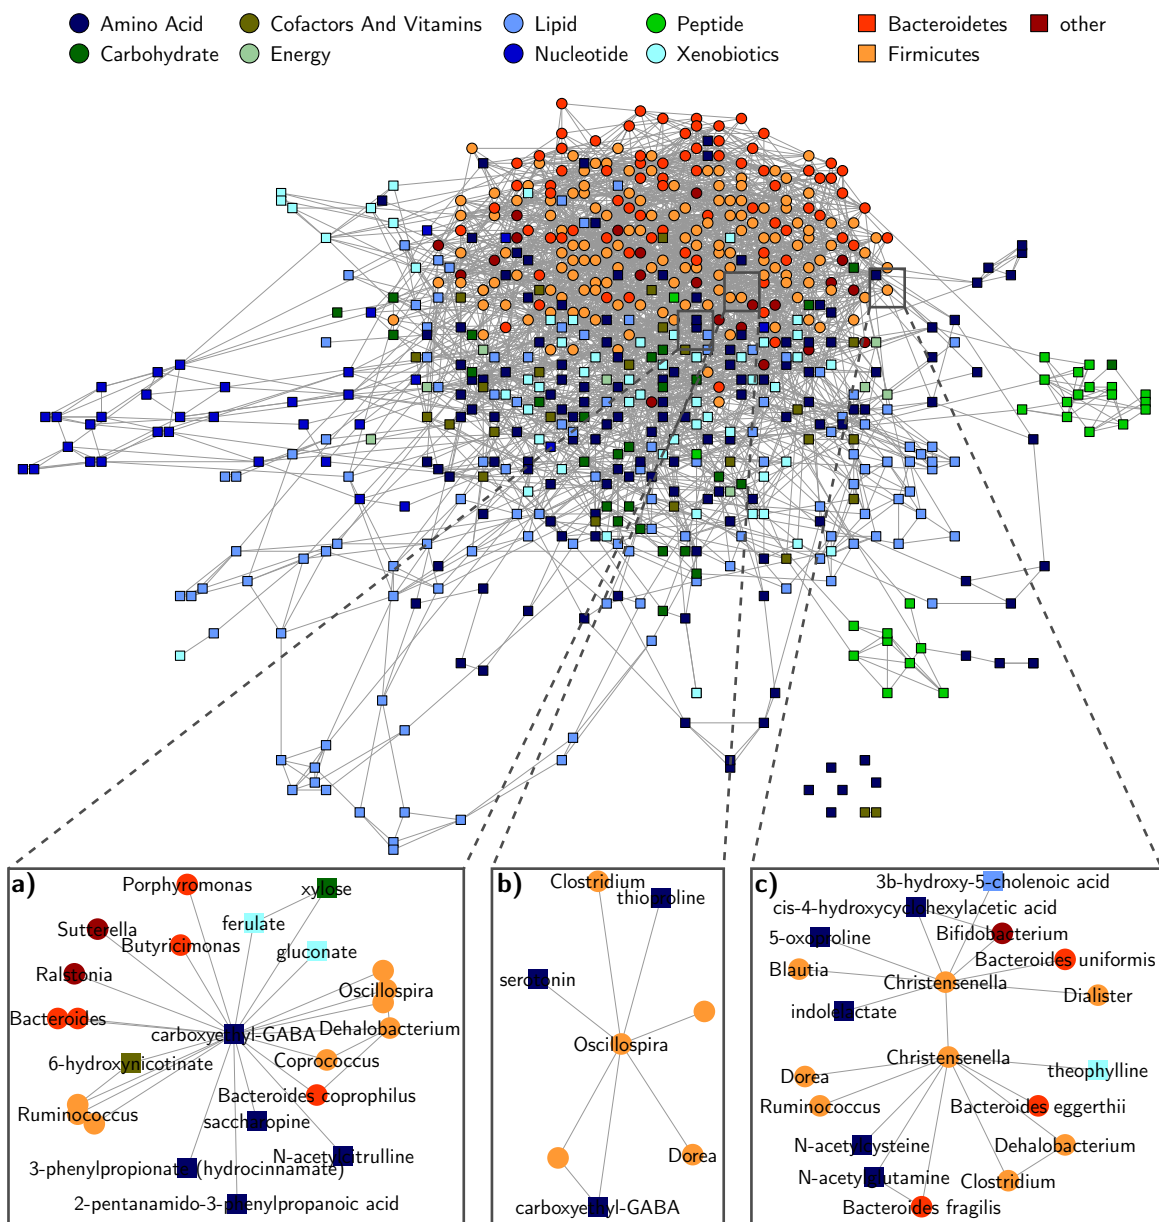 Amino Acid
Cofactors And Vitamins
Lipid
Peptide
Bacteroidetes
other
Carbohydrate
Energy
Nucleotide
Xenobiotics
Firmicutes
a)
Porphyromonas
xylose
ferulate
Sutterella
Butyricimonas
gluconate
Ralstonia
Oscillospira
Bacteroides
Dehalobacterium
carboxyethyl-GABA
6-hydroxynicotinate
Coprococcus
Bacteroides coprophilus
Ruminococcus
saccharopine
N-acetylcitrulline
3-phenylpropionate (hydrocinnamate)
2-pentanamido-3-phenylpropanoic acid
b)
Clostridium
thioproline
serotonin
Oscillospira
Dorea
carboxyethyl-GABA
c)
3b-hydroxy-5-cholenoic acid
cis-4-hydroxycyclohexylacetic acid
5-oxoproline
Bifidobacterium
Bacteroides uniformis
Blautia
Christensenella
Dialister
indolelactate
Christensenella
theophylline
Dorea
Ruminococcus
Bacteroides eggerthii
N-acetylcysteine
Dehalobacterium
N-acetylglutamine
Clostridium
Bacteroides fragilis